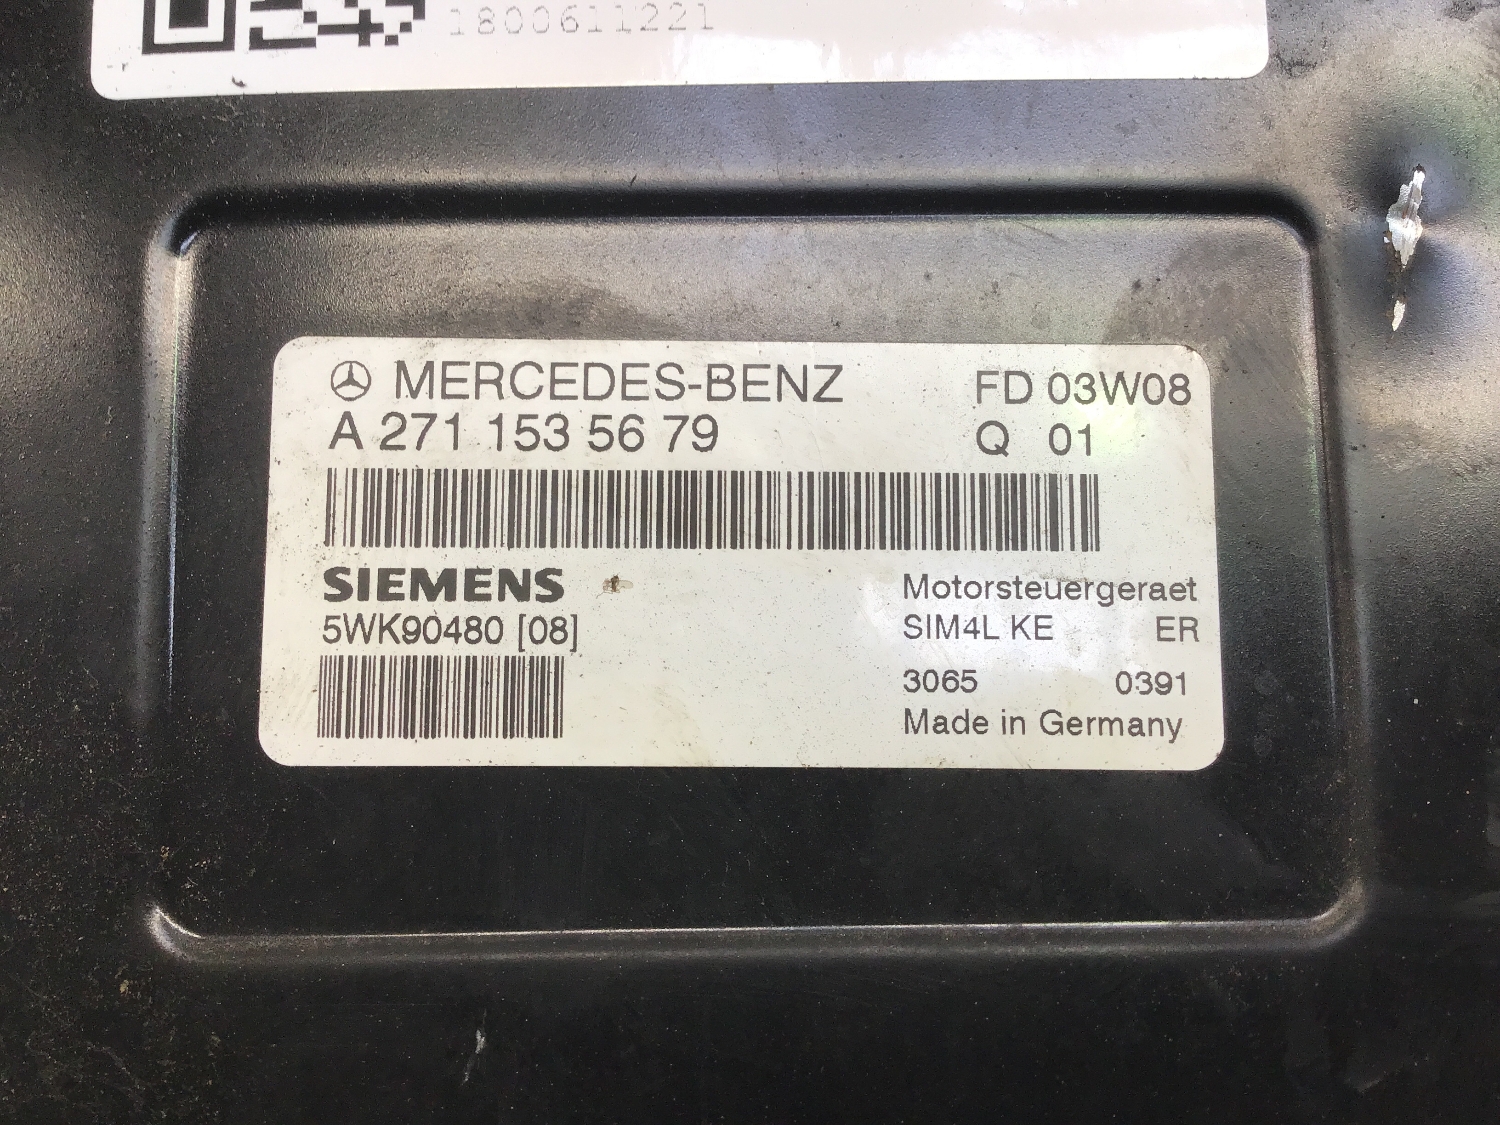 1800611221
MERCEDES-BENZ FD 03W08
A 271 153 56 79 Q 01
SIEMENS Motorsteuergeraet
5WK90480 [08] SIM4L KE ER
3065 0391
Made in Germany